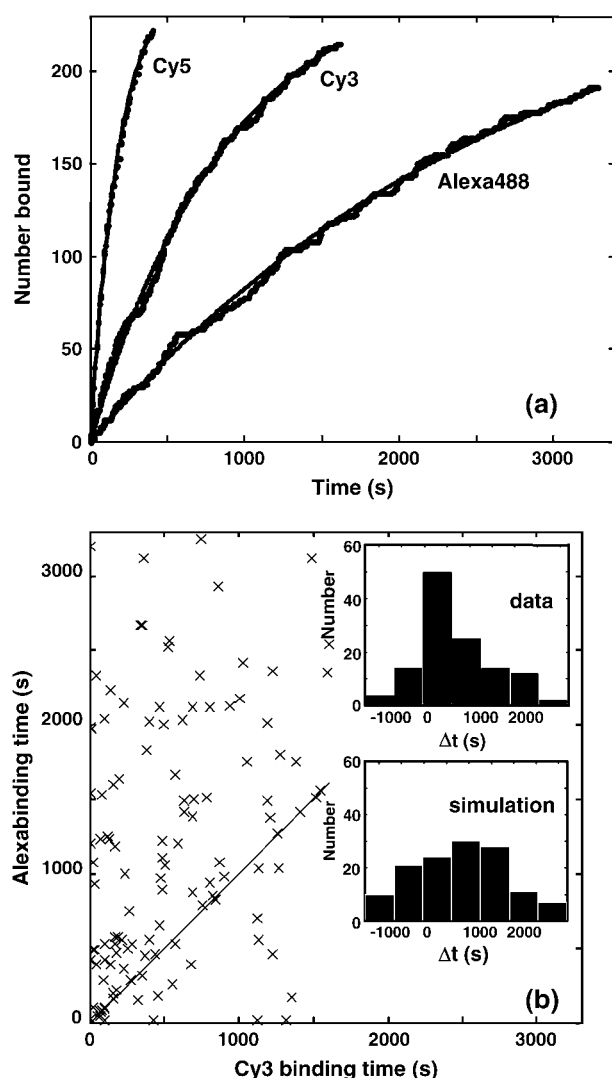 200
150
100
50
0
Number bound
Cy5
Cy3
Alexa488
(a)
0 1000 2000 3000
Time (s)
3000
2000
1000
0
Alexabinding time (s)
60
40
20
0
Number
data
-1000 0 1000 2000
Δt (s)
60
40
20
0
Number
simulation
-1000 0 1000 2000
Δt (s)
(b)
0 1000 2000 3000
Cy3 binding time (s)